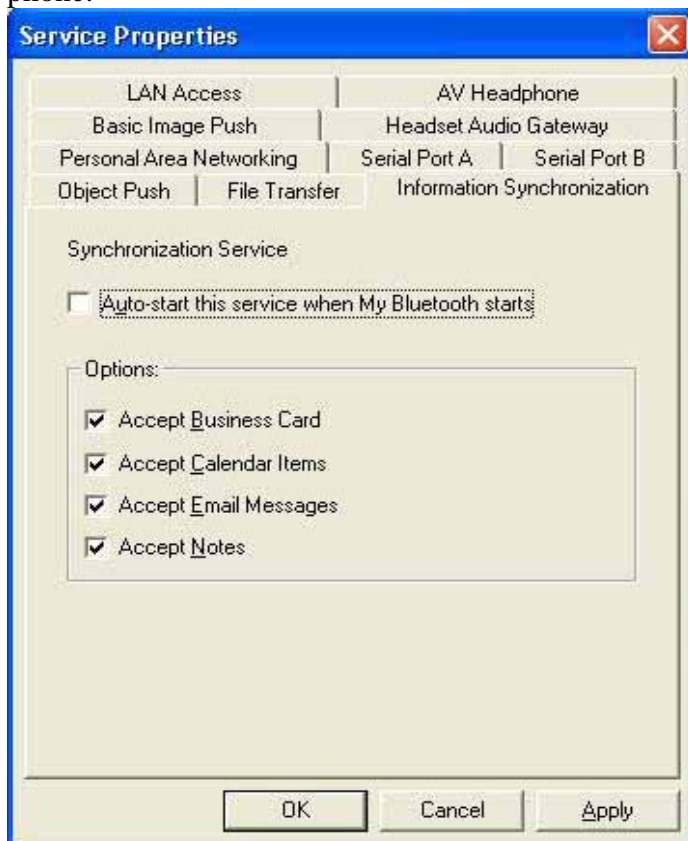 phone.
Service Properties
LAN Access AV Headphone
Basic Image Push Headset Audio Gateway
Personal Area Networking Serial Port A Serial Port B
Object Push File Transfer Information Synchronization
Synchronization Service
Auto-start this service when My Bluetooth starts
Options:
Accept Business Card
Accept Calendar Items
Accept Email Messages
Accept Notes
OK Cancel Apply